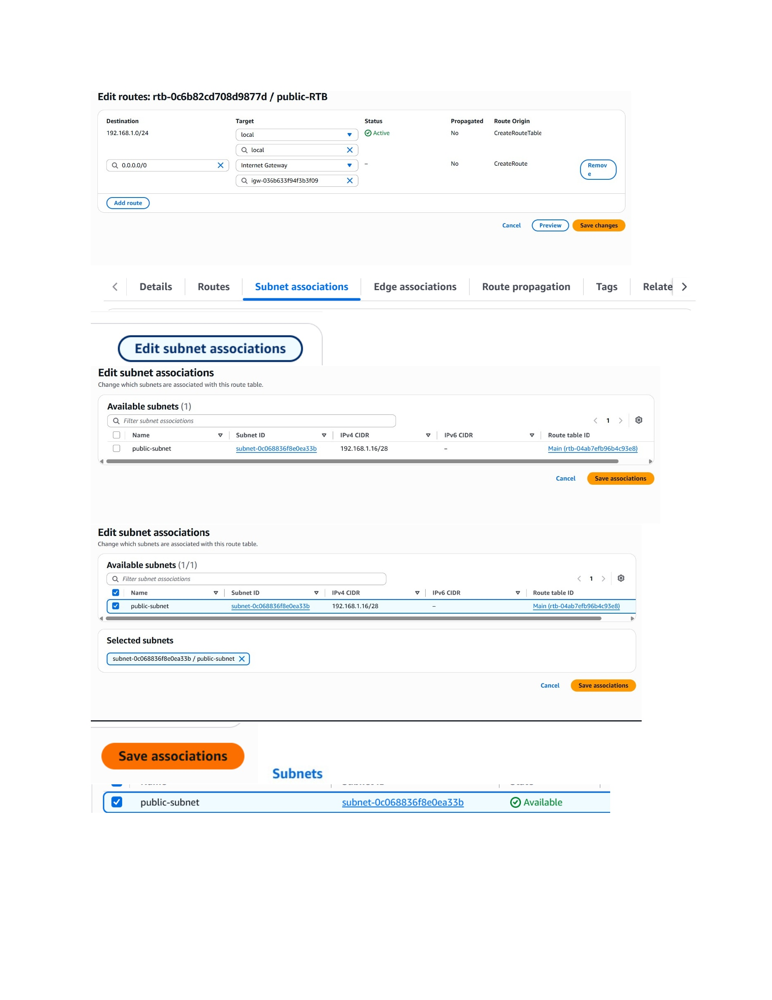 Edit routes: rtb-0c6b82cd708d9877d / public-RTB
Destination Target Status Propagated Route Origin
192.168.1.0/24 local Active No CreateRouteTable
local
0.0.0.0/0 Internet Gateway – No CreateRoute Remov
e
igw-036b633f94f3b3f09
Add route
Cancel Preview Save changes
Details Routes Subnet associations Edge associations Route propagation Tags Relate
Edit subnet associations
Edit subnet associations
Change which subnets are associated with this route table.
Available subnets (1)
Filter subnet associations 1
Name Subnet ID IPv4 CIDR IPv6 CIDR Route table ID
public-subnet subnet-0c068836f8e0ea33b 192.168.1.16/28 – Main (rtb-04ab7efb96b4c93e8)
Cancel Save associations
Edit subnet associations
Change which subnets are associated with this route table.
Available subnets (1/1)
Filter subnet associations 1
Name Subnet ID IPv4 CIDR IPv6 CIDR Route table ID
public-subnet subnet-0c068836f8e0ea33b 192.168.1.16/28 – Main (rtb-04ab7efb96b4c93e8)
Selected subnets
subnet-0c068836f8e0ea33b / public-subnet
Cancel Save associations
Save associations
Subnets
public-subnet subnet-0c068836f8e0ea33b Available